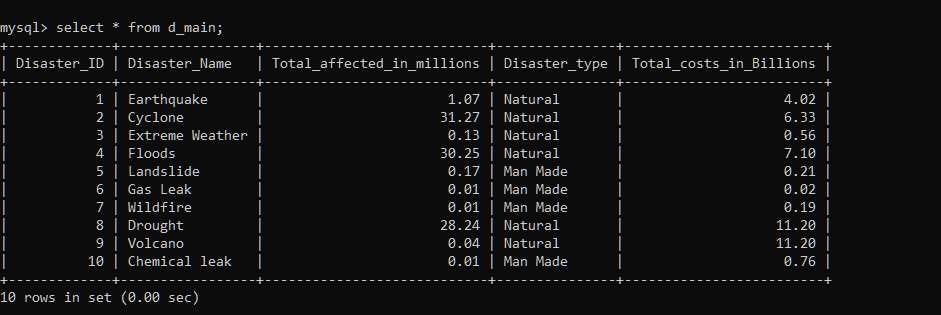 mysql> select * from d_main;
+-------------+-----------------+----------------------------+---------------+-------------------------+
| Disaster_ID | Disaster_Name   | Total_affected_in_millions | Disaster_type | Total_costs_in_Billions |
+-------------+-----------------+----------------------------+---------------+-------------------------+
|           1 | Earthquake      |                       1.07 | Natural       |                    4.02 |
|           2 | Cyclone         |                      31.27 | Natural       |                    6.33 |
|           3 | Extreme Weather |                       0.13 | Natural       |                    0.56 |
|           4 | Floods          |                      30.25 | Natural       |                    7.10 |
|           5 | Landslide       |                       0.17 | Man Made      |                    0.21 |
|           6 | Gas Leak        |                       0.01 | Man Made      |                    0.02 |
|           7 | Wildfire        |                       0.01 | Man Made      |                    0.19 |
|           8 | Drought         |                      28.24 | Natural       |                   11.20 |
|           9 | Volcano         |                       0.04 | Natural       |                   11.20 |
|          10 | Chemical leak   |                       0.01 | Man Made      |                    0.76 |
+-------------+-----------------+----------------------------+---------------+-------------------------+
10 rows in set (0.00 sec)